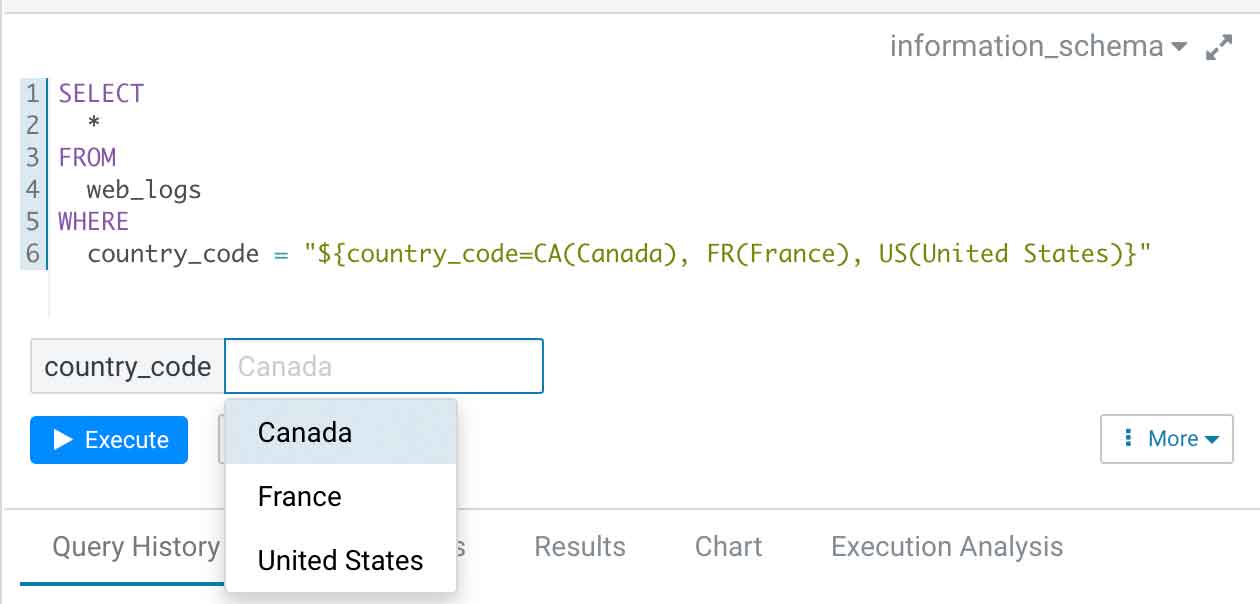 information_schema
1 SELECT
2 *
3 FROM
4 web_logs
5 WHERE
6 country_code = "${country_code=CA(Canada), FR(France), US(United States)}"
country_code Canada
Canada
Execute
More
France
Query History Results Chart Execution Analysis
United States